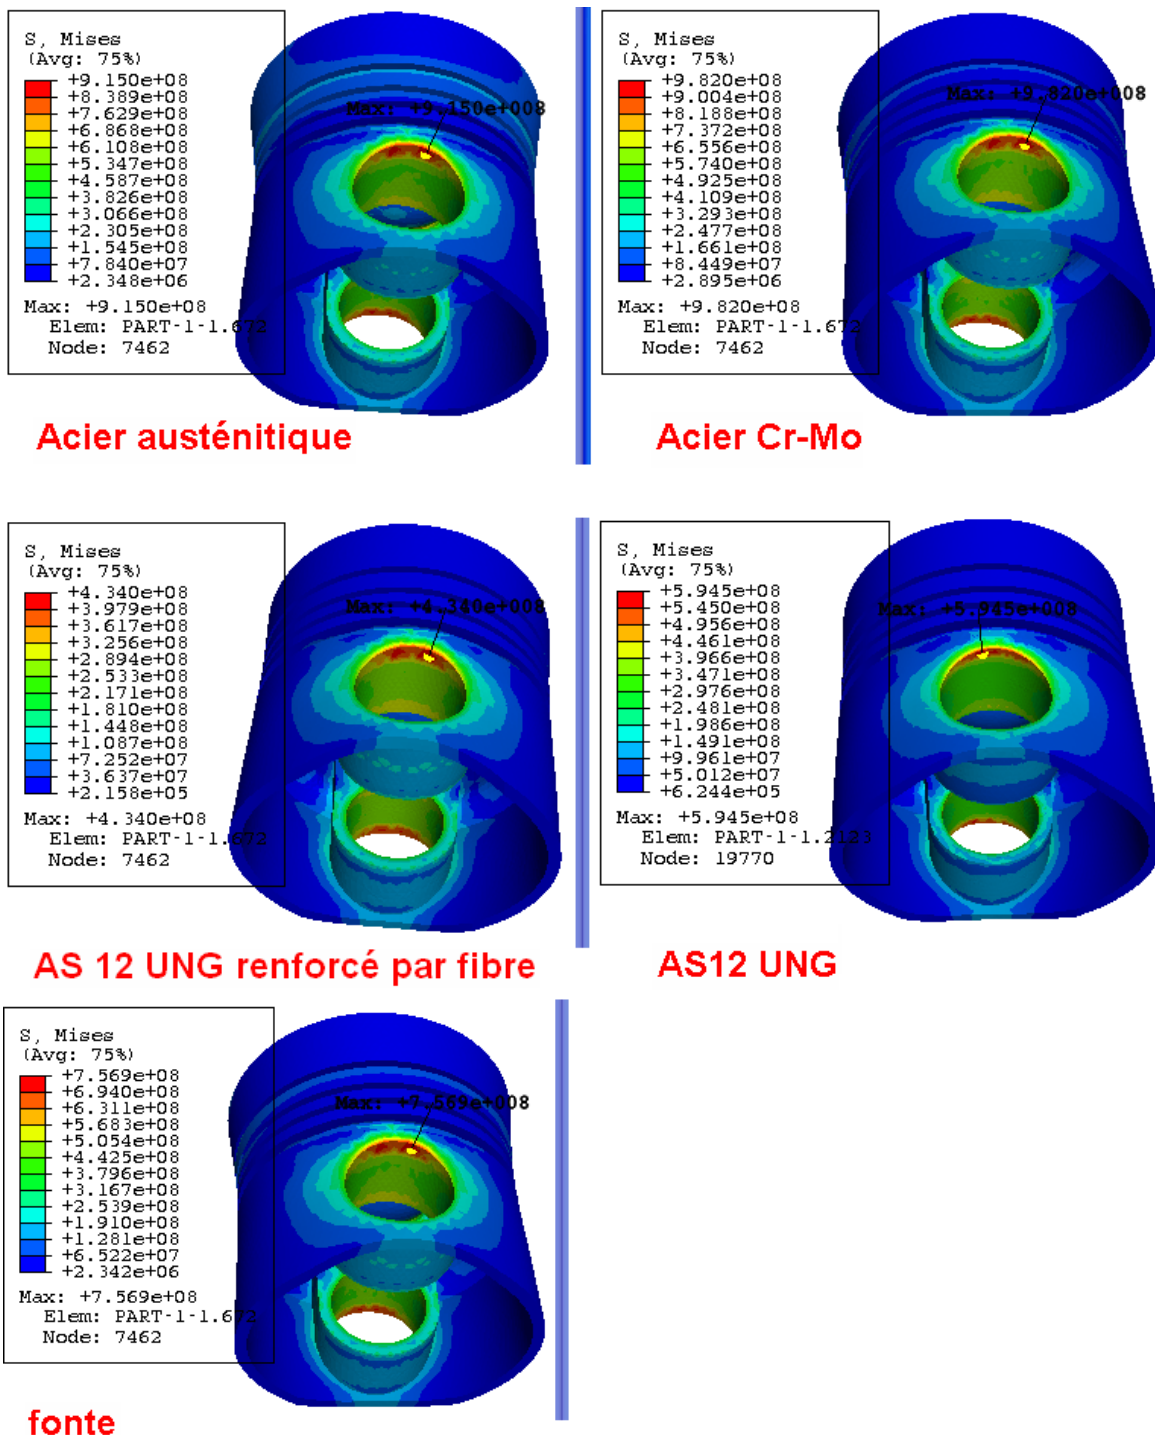 S, Mises
(Avg: 75%)
+9.150e+08
+8.389e+08
+7.629e+08
+6.868e+08
+6.108e+08
+5.347e+08
+4.587e+08
+3.826e+08
+3.066e+08
+2.305e+08
+1.545e+08
+7.840e+07
+2.348e+06
Max: +9.150e+08
Elem: PART-1-1.672
Node: 7462
Max: +9.150e+008
Acier austénitique
S, Mises
(Avg: 75%)
+9.820e+08
+9.004e+08
+8.188e+08
+7.372e+08
+6.556e+08
+5.740e+08
+4.925e+08
+4.109e+08
+3.293e+08
+2.477e+08
+1.661e+08
+8.449e+07
+2.895e+06
Max: +9.820e+08
Elem: PART-1-1.672
Node: 7462
Max: +9.820e+008
Acier Cr-Mo
S, Mises
(Avg: 75%)
+4.340e+08
+3.979e+08
+3.617e+08
+3.256e+08
+2.894e+08
+2.533e+08
+2.171e+08
+1.810e+08
+1.448e+08
+1.087e+08
+7.252e+07
+3.637e+07
+2.158e+05
Max: +4.340e+08
Elem: PART-1-1.672
Node: 7462
Max: +4.340e+008
AS 12 UNG renforcé par fibre
S, Mises
(Avg: 75%)
+5.945e+08
+5.450e+08
+4.956e+08
+4.461e+08
+3.966e+08
+3.471e+08
+2.976e+08
+2.481e+08
+1.986e+08
+1.491e+08
+9.961e+07
+5.012e+07
+6.244e+05
Max: +5.945e+08
Elem: PART-1-1.2123
Node: 19770
Max: +5.945e+008
AS12 UNG
S, Mises
(Avg: 75%)
+7.569e+08
+6.940e+08
+6.311e+08
+5.683e+08
+5.054e+08
+4.425e+08
+3.796e+08
+3.167e+08
+2.539e+08
+1.910e+08
+1.281e+08
+6.522e+07
+2.342e+06
Max: +7.569e+08
Elem: PART-1-1.672
Node: 7462
Max: +7.569e+008
fonte